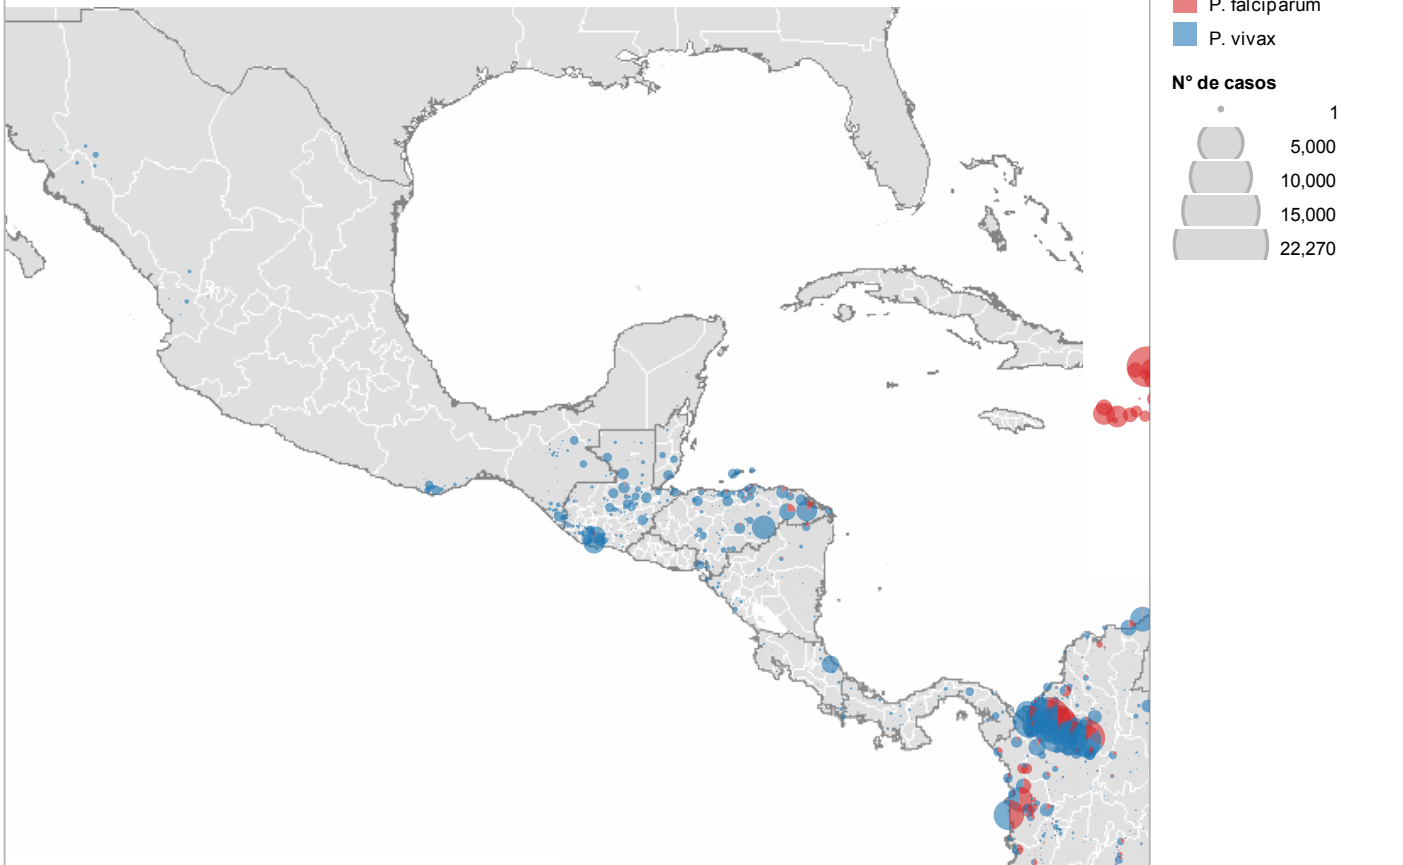 P. falciparum
P. vivax
N° de casos
1
5,000
10,000
15,000
22,270